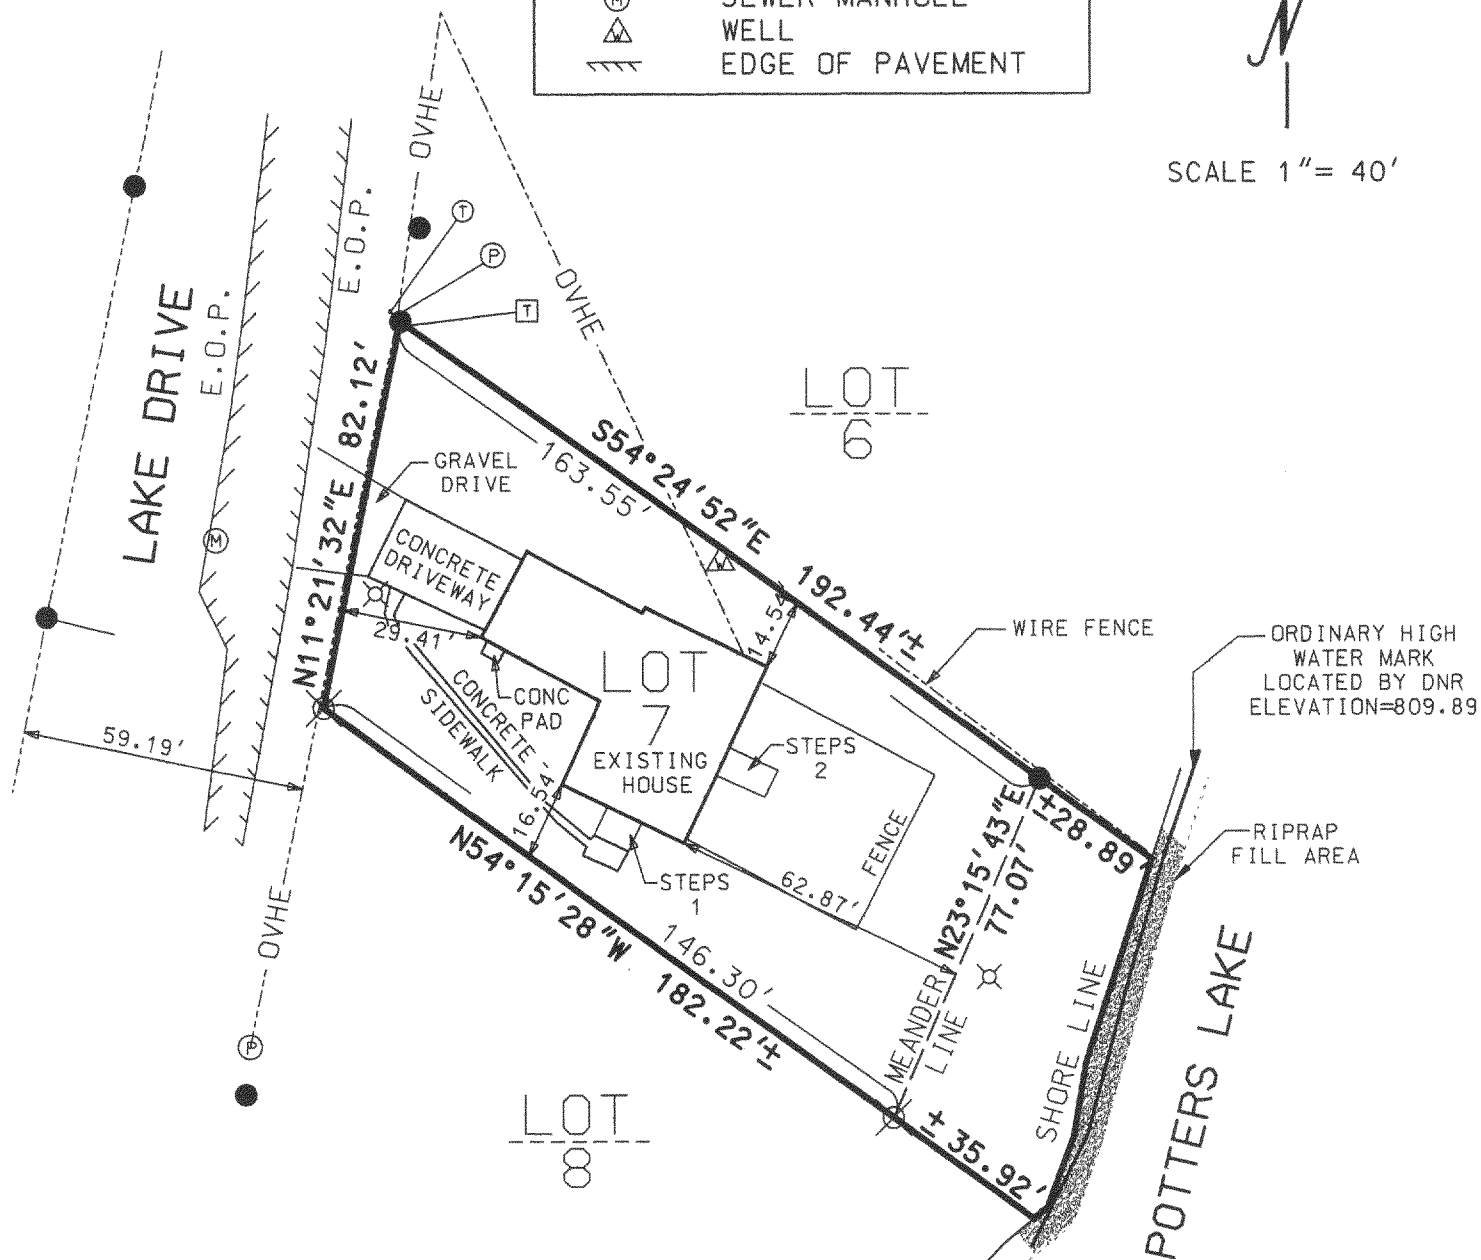 SEWER MANHOLE
M
WELL
W
EDGE OF PAVEMENT
N
SCALE 1"= 40'
OVHE
E.O.P.
T
P
T
OVHE
LAKE DRIVE
E.O.P.
LOT
6
N11°21'32"E 82.12'
S54°24'52"E 192.44'±
163.55'
GRAVEL
DRIVE
M
CONCRETE
DRIVEWAY
W
14.54'
WIRE FENCE
ORDINARY HIGH
WATER MARK
LOCATED BY DNR
ELEVATION=809.89
29.41'
LOT
7
CONC
PAD
CONCRETE
SIDEWALK
EXISTING
HOUSE
STEPS
2
59.19'
16.54'
N23°15'43"E
77.07'
±28.89'
RIPRAP
FILL AREA
FENCE
STEPS
1
62.87'
N54°15'28"W 182.22'±
146.30'
OVHE
MEANDER
LINE
SHORE LINE
P
LOT
8
±35.92'
POTTERS LAKE